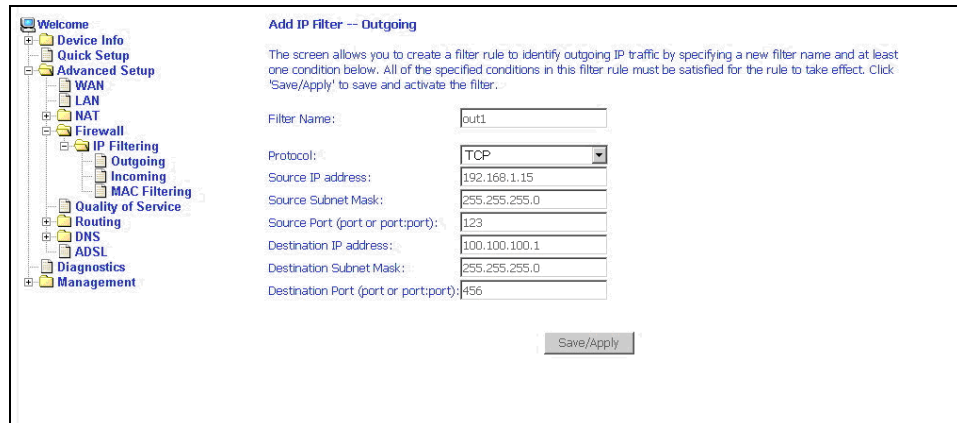 Welcome
Device Info
Quick Setup
Advanced Setup
WAN
LAN
NAT
Firewall
IP Filtering
Outgoing
Incoming
MAC Filtering
Quality of Service
Routing
DNS
ADSL
Diagnostics
Management
Add IP Filter -- Outgoing
The screen allows you to create a filter rule to identify outgoing IP traffic by specifying a new filter name and at least
one condition below. All of the specified conditions in this filter rule must be satisfied for the rule to take effect. Click
'Save/Apply' to save and activate the filter.
Filter Name: out1
Protocol: TCP
Source IP address: 192.168.1.15
Source Subnet Mask: 255.255.255.0
Source Port (port or port:port): 123
Destination IP address: 100.100.100.1
Destination Subnet Mask: 255.255.255.0
Destination Port (port or port:port): 456
Save/Apply